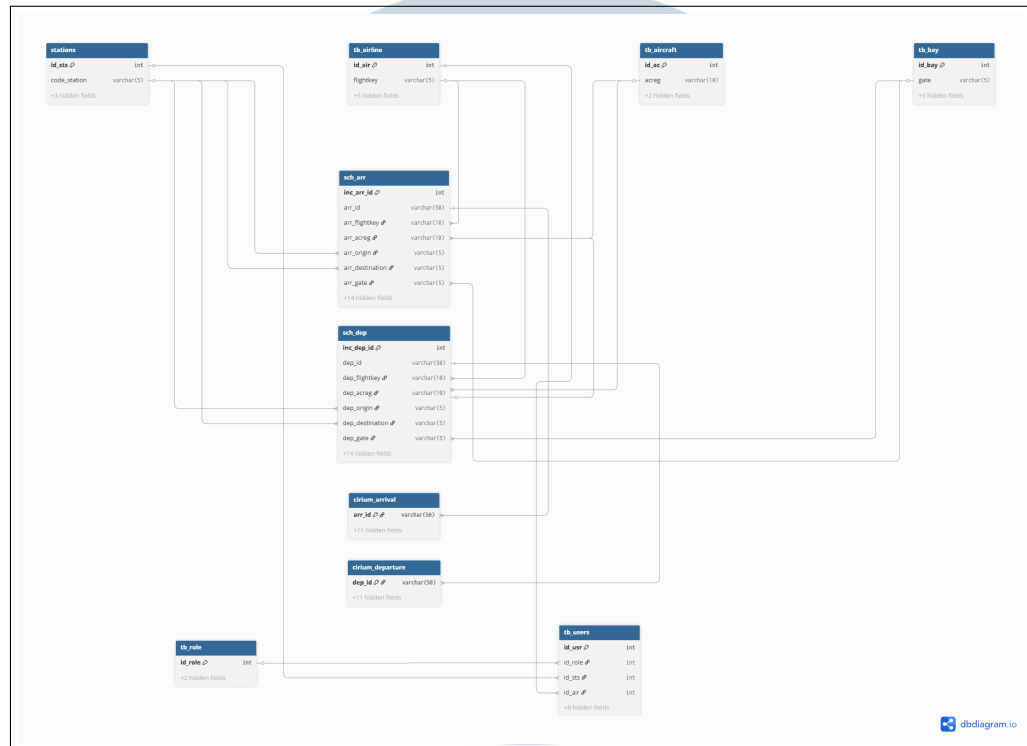 stations
id_sts int
code_station varchar(5)
+3 hidden fields
tb_airline
id_air int
flightkey varchar(5)
+5 hidden fields
tb_aircraft
id_ac int
acreg varchar(10)
+2 hidden fields
tb_bay
id_bay int
gate varchar(5)
+3 hidden fields
sch_arr
inc_arr_id int
arr_id varchar(50)
arr_flightkey varchar(10)
arr_acreg varchar(10)
arr_origin varchar(5)
arr_destination varchar(5)
arr_gate varchar(5)
+14 hidden fields
sch_dep
inc_dep_id int
dep_id varchar(50)
dep_flightkey varchar(10)
dep_acreg varchar(10)
dep_origin varchar(5)
dep_destination varchar(5)
dep_gate varchar(5)
+14 hidden fields
cirium_arrival
arr_id varchar(50)
+11 hidden fields
cirium_departure
dep_id varchar(50)
+11 hidden fields
tb_role
id_role int
+2 hidden fields
tb_users
id_usr int
id_role int
id_sts int
id_air int
+8 hidden fields
dbdiagram.io